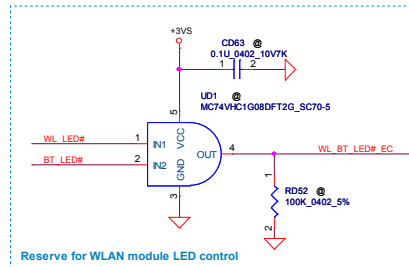 +3VS
CD63 @
0.1U_0402_10V7K
1 2
UD1 @
MC74VHC1G08DFT2G_SC70-5
5
WL_LED# 1 IN1 VCC
OUT 4 WL_BT_LED#_EC
BT_LED# 2 IN2 GND
3
1
RD52 @
100K_0402_5%
2
Reserve for WLAN module LED control